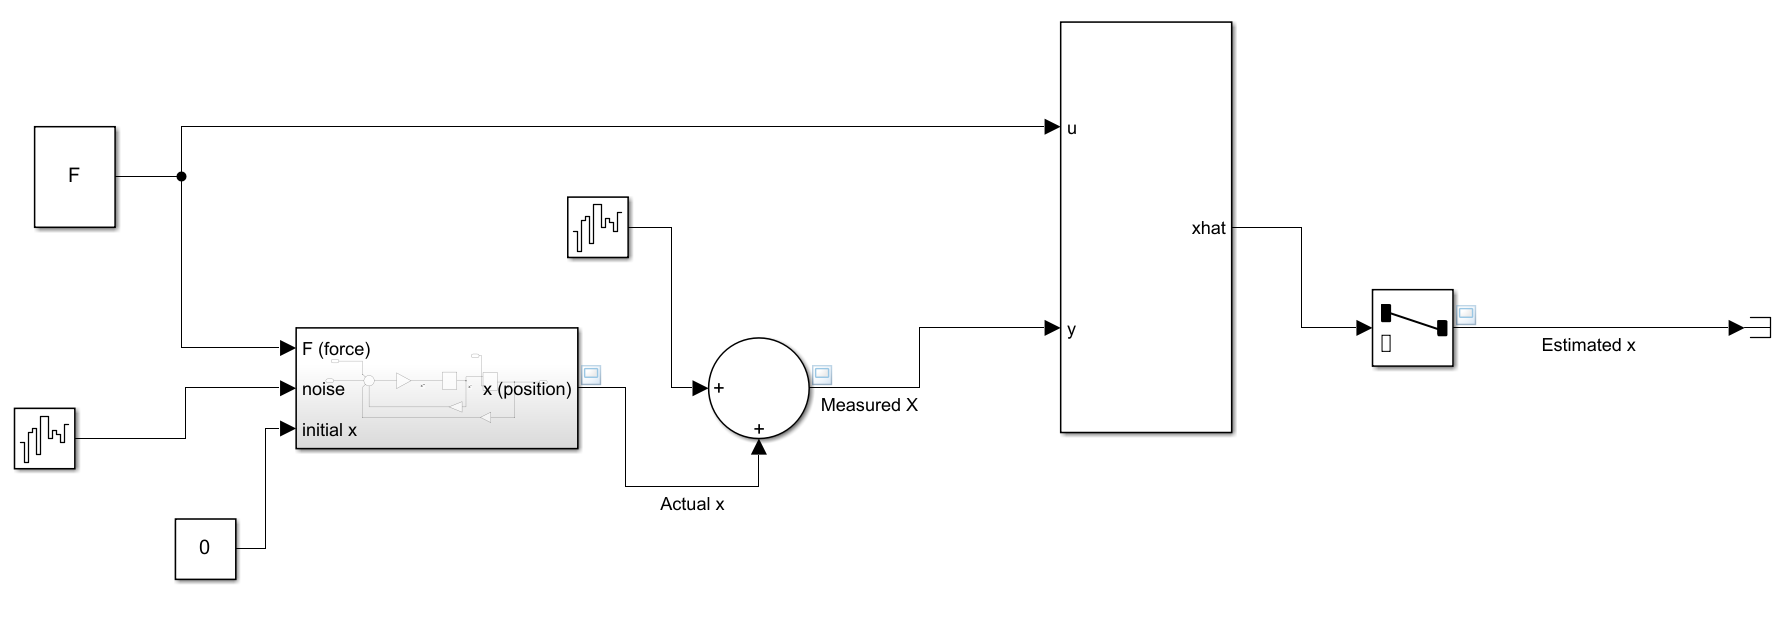 F
u
xhat
y
F (force)
noise
x (position)
initial x
+
+
Measured X
Estimated x
Actual x
0